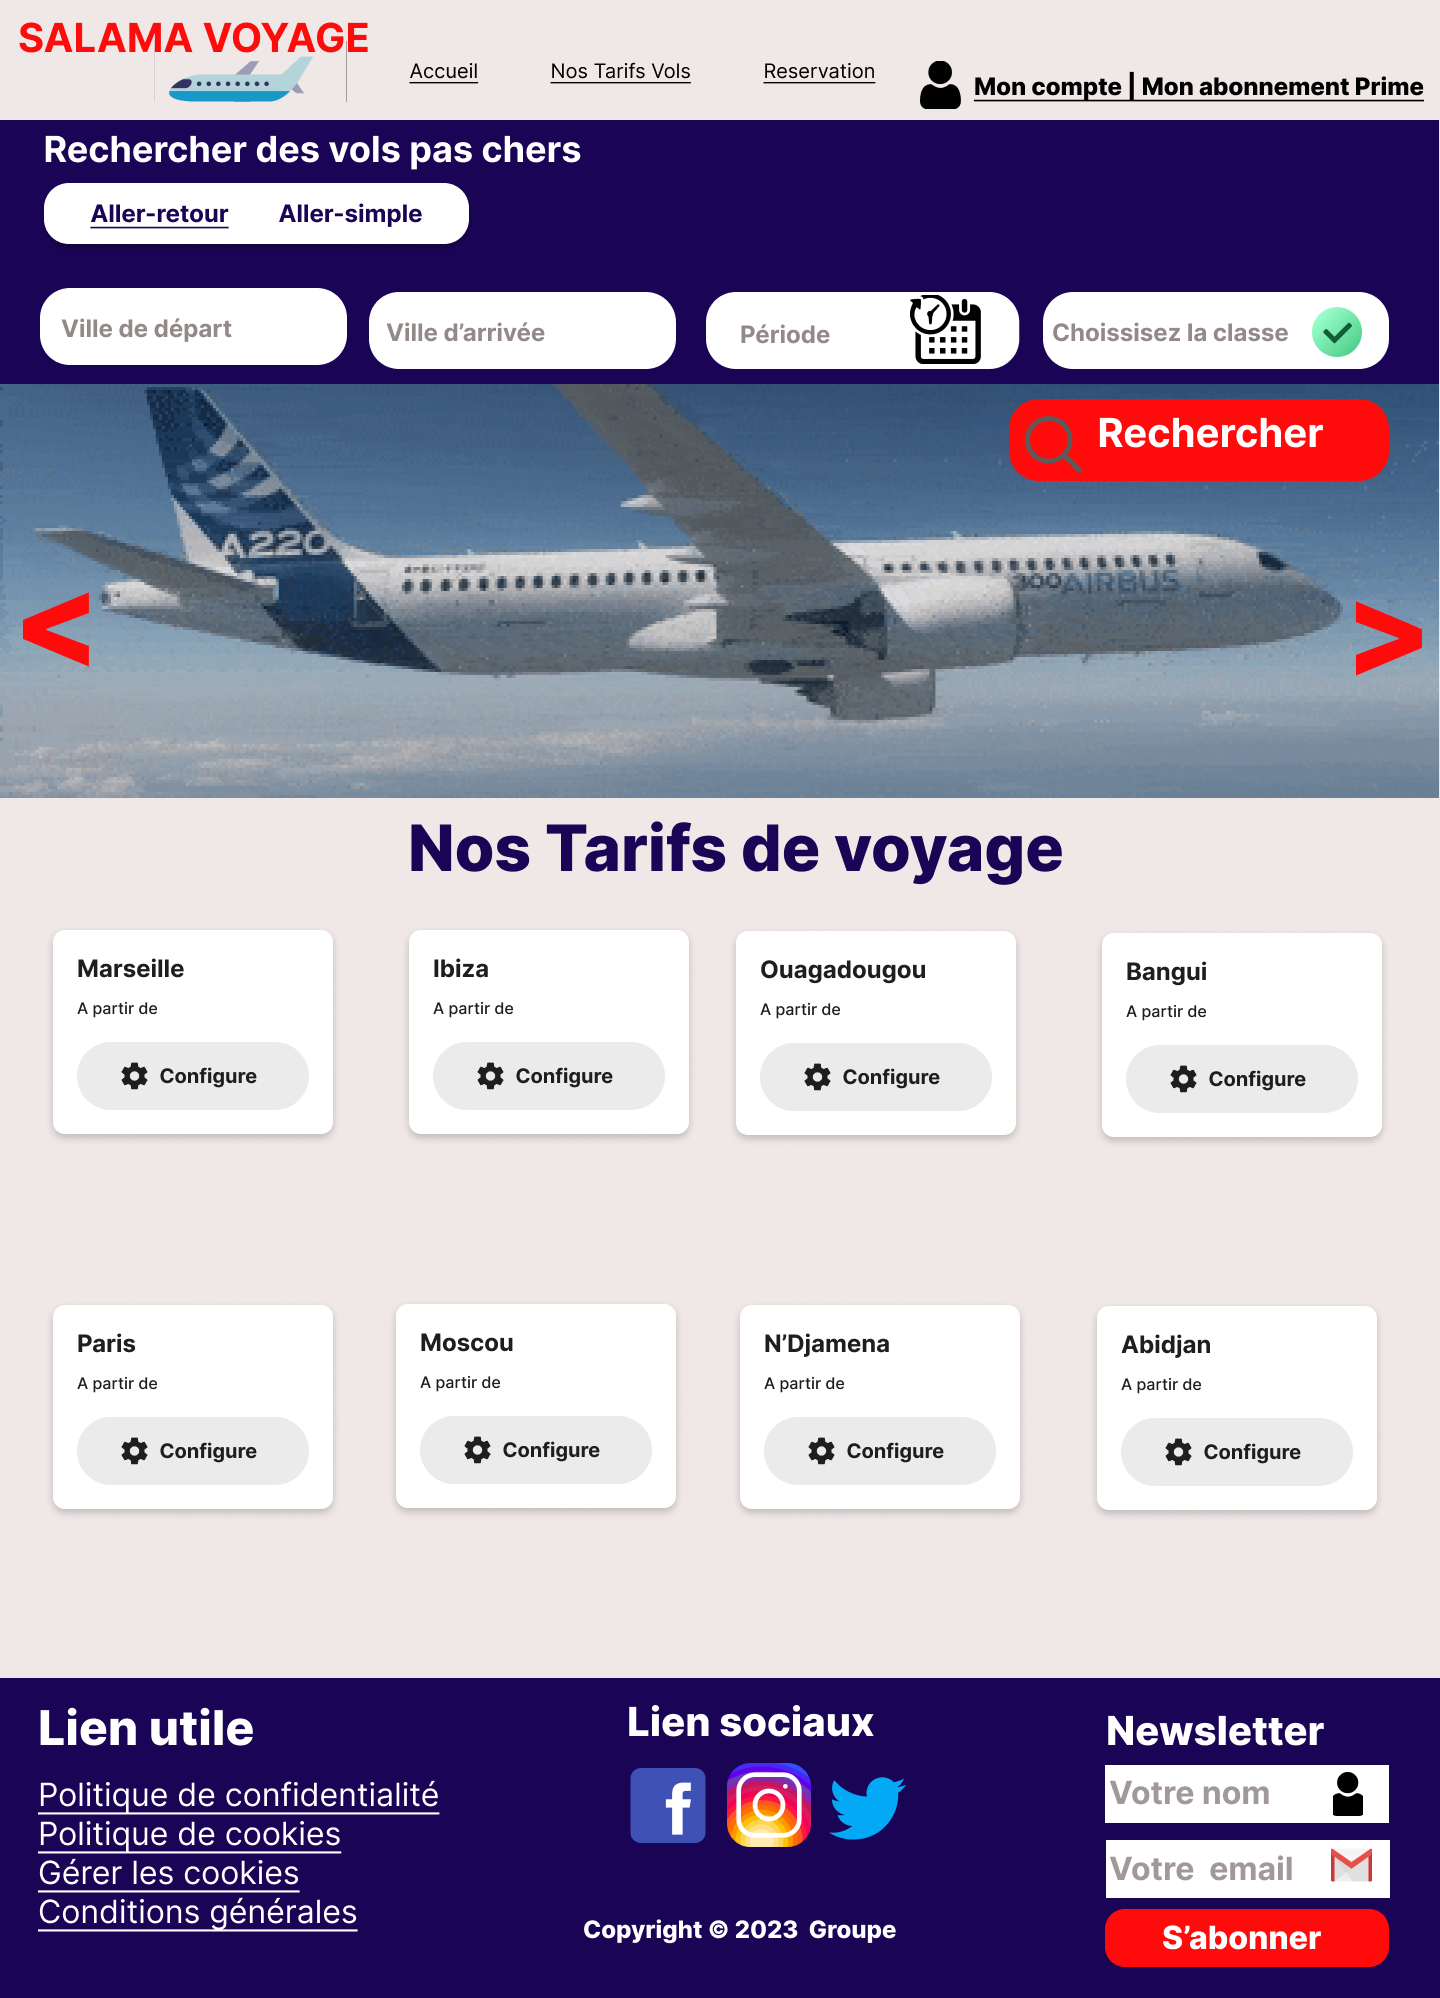 SALAMA VOYAGE
Accueil
Nos Tarifs Vols
Reservation
Mon compte | Mon abonnement Prime
Rechercher des vols pas chers
Aller-retour
Aller-simple
Ville de départ
Ville d’arrivée
Période
Choissisez la classe
Rechercher
A220
300 AIRBUS
<
>
Nos Tarifs de voyage
Marseille
A partir de
Configure
Ibiza
A partir de
Configure
Ouagadougou
A partir de
Configure
Bangui
A partir de
Configure
Paris
A partir de
Configure
Moscou
A partir de
Configure
N’Djamena
A partir de
Configure
Abidjan
A partir de
Configure
Lien utile
Politique de confidentialité
Politique de cookies
Gérer les cookies
Conditions générales
Lien sociaux
Copyright © 2023 Groupe
Newsletter
Votre nom
Votre email
S’abonner